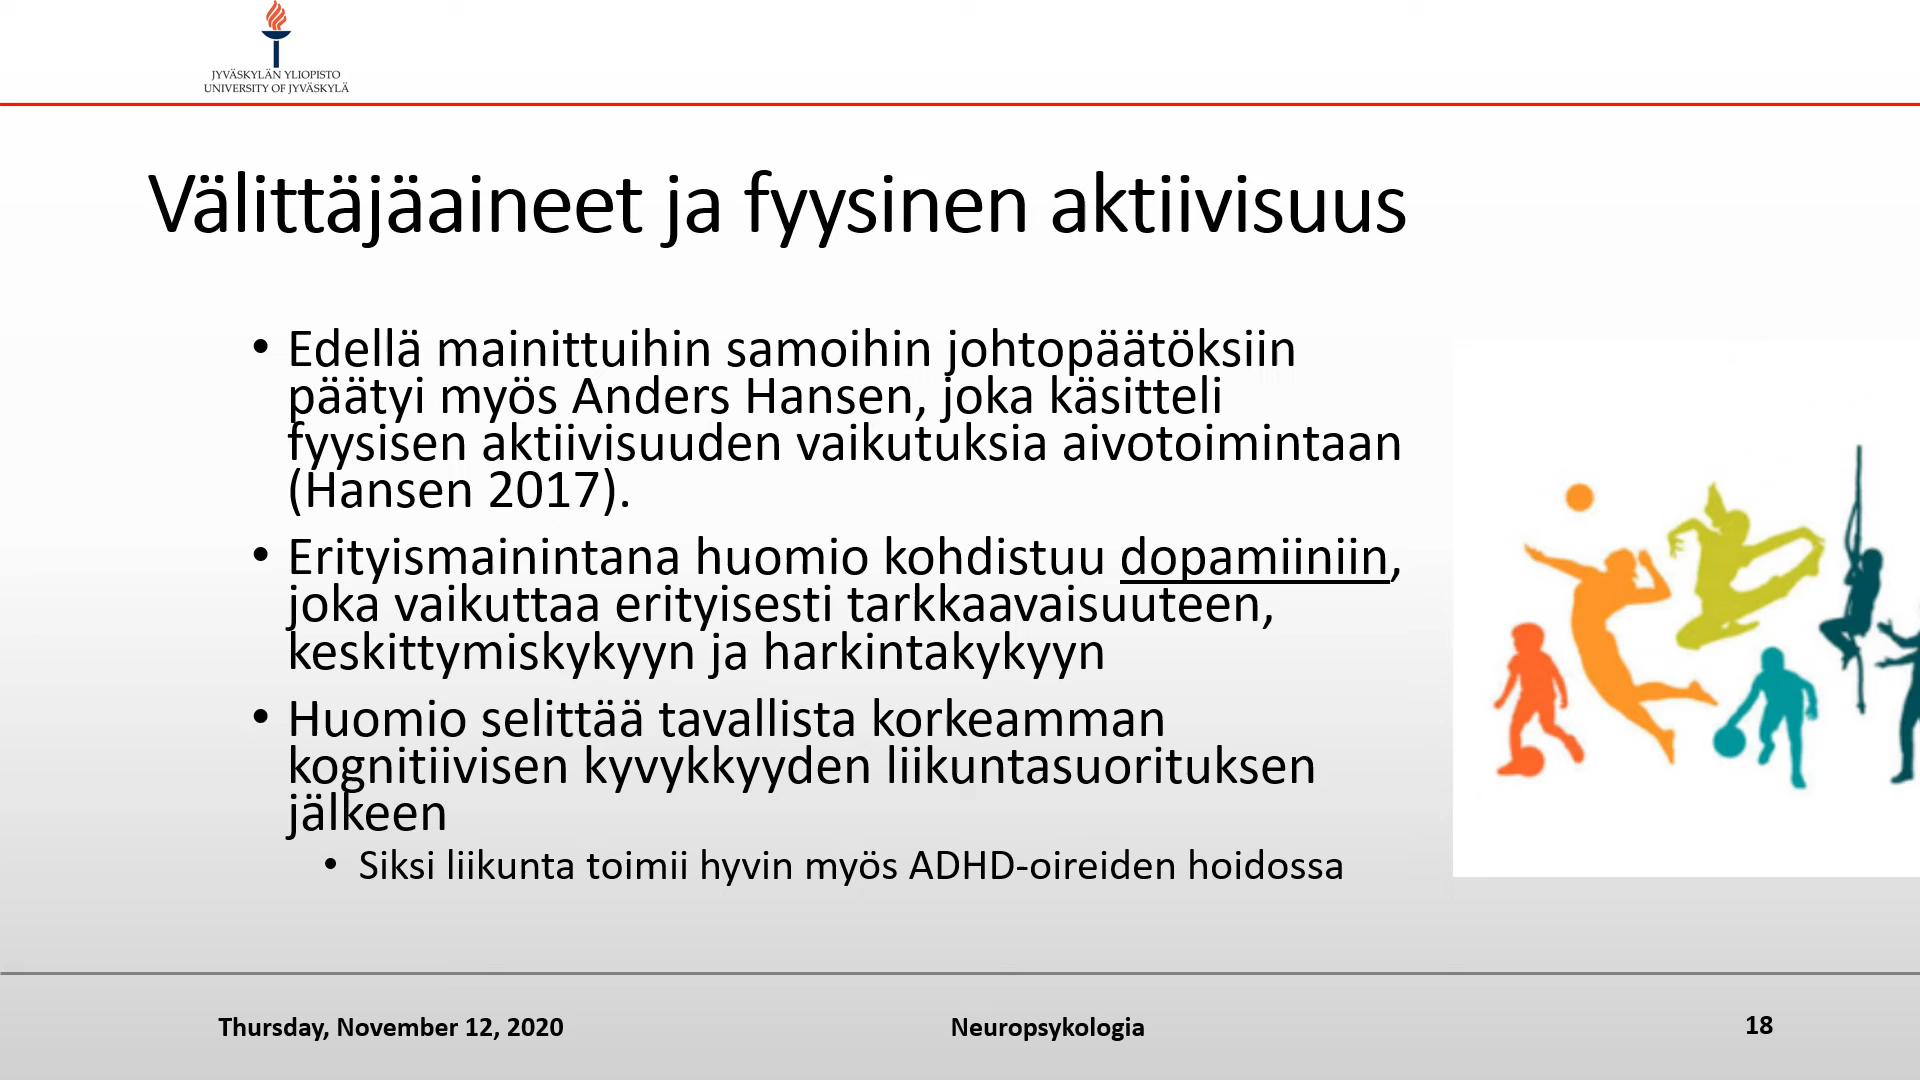 JYVÄSKYLÄN YLIOPISTO
UNIVERSITY OF JYVÄSKYLÄ
Välittäjäaineet ja fyysinen aktiivisuus
• Edellä mainittuihin samoihin johtopäätöksiin
päätyi myös Anders Hansen, joka käsitteli
fyysisen aktiivisuuden vaikutuksia aivotoimintaan
(Hansen 2017).
• Erityismainintana huomio kohdistuu dopamiiniin,
joka vaikuttaa erityisesti tarkkaavaisuuteen,
keskittymiskykyyn ja harkintakykyyn
• Huomio selittää tavallista korkeamman
kognitiivisen kyvykkyyden liikuntasuorituksen
jälkeen
• Siksi liikunta toimii hyvin myös ADHD-oireiden hoidossa
Thursday, November 12, 2020
Neuropsykologia
18